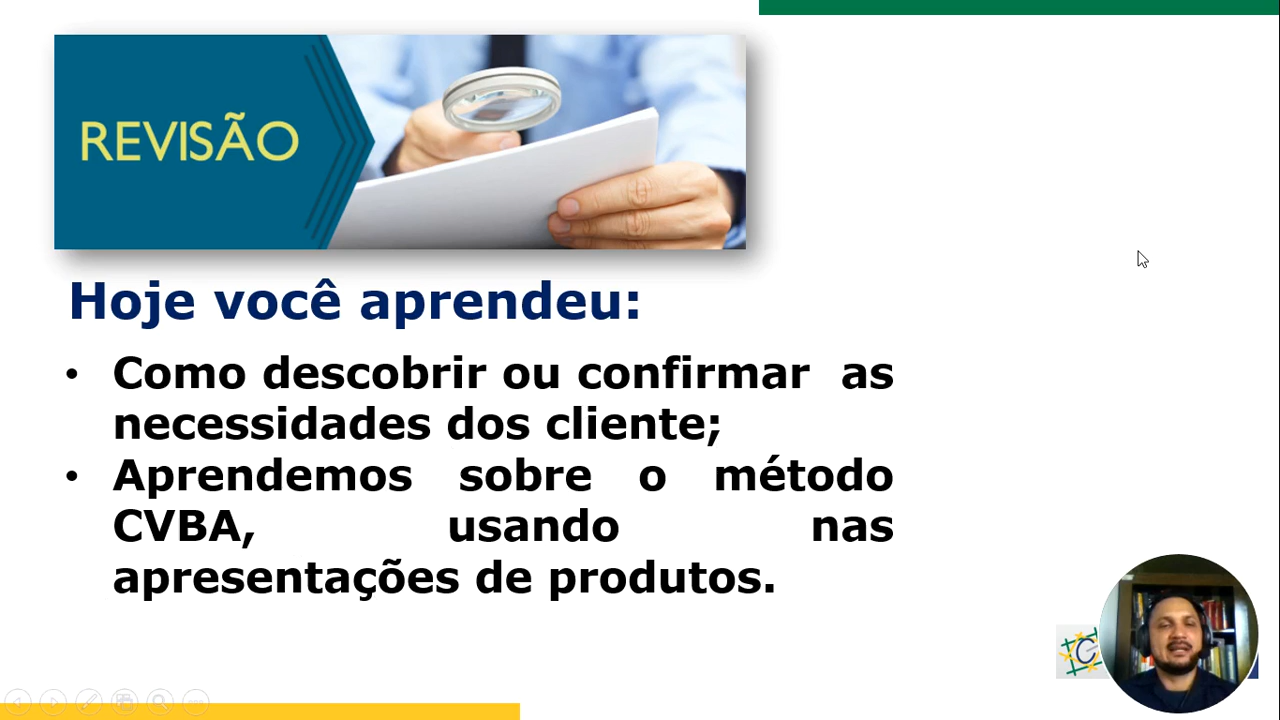 REVISÃO
Hoje você aprendeu:
• Como descobrir ou confirmar as
necessidades dos cliente;
• Aprendemos sobre o método
CVBA, usando nas
apresentações de produtos.
C